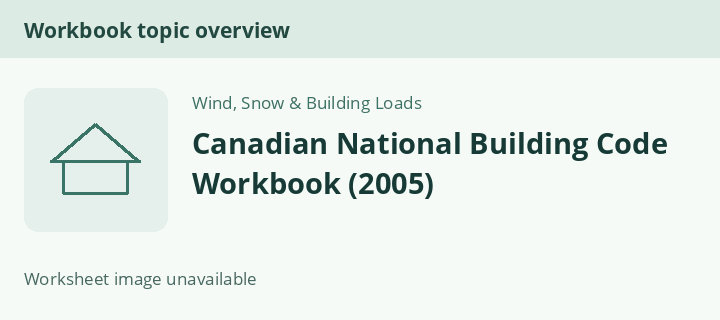 Workbook topic overview
Wind, Snow & Building Loads
Canadian National Building Code
Workbook (2005)
Worksheet image unavailable